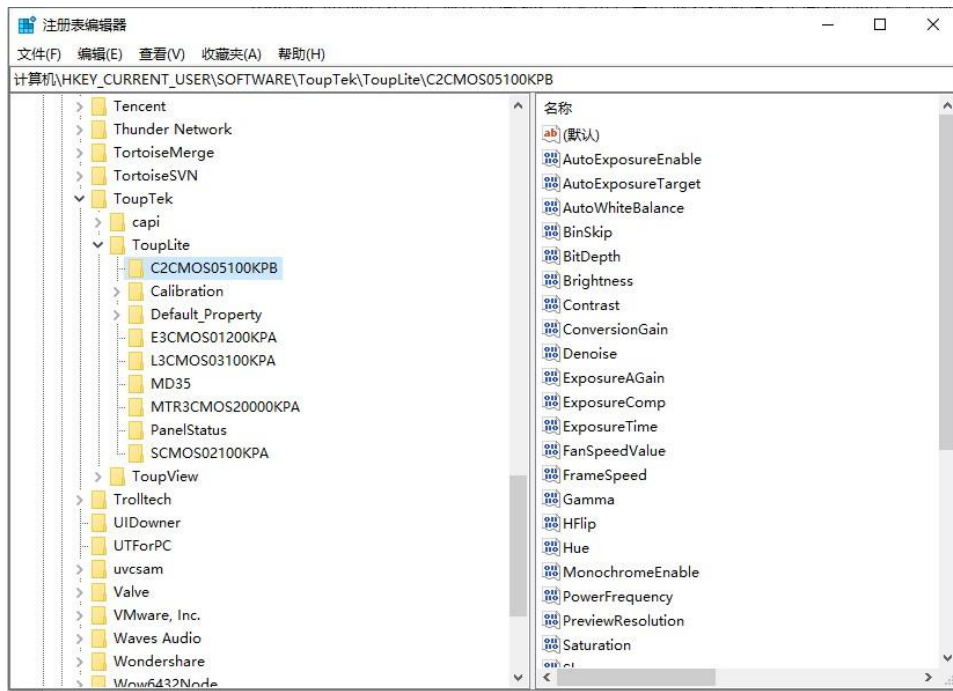 注册表编辑器
文件(F) 编辑(E) 查看(V) 收藏夹(A) 帮助(H)
计算机\HKEY_CURRENT_USER\SOFTWARE\ToupTek\ToupLite\C2CMOS05100KPB
Tencent
Thunder Network
TortoiseMerge
TortoiseSVN
ToupTek
capi
ToupLite
C2CMOS05100KPB
Calibration
Default_Property
E3CMOS01200KPA
L3CMOS03100KPA
MD35
MTR3CMOS20000KPA
PanelStatus
SCMOS02100KPA
ToupView
Trolltech
UIDowner
UTForPC
uvcsam
Valve
VMware, Inc.
Waves Audio
Wondershare
Wow6432Node
名称
(默认)
AutoExposureEnable
AutoExposureTarget
AutoWhiteBalance
BinSkip
BitDepth
Brightness
Contrast
ConversionGain
Denoise
ExposureAGain
ExposureComp
ExposureTime
FanSpeedValue
FrameSpeed
Gamma
HFlip
Hue
MonochromeEnable
PowerFrequency
PreviewResolution
Saturation